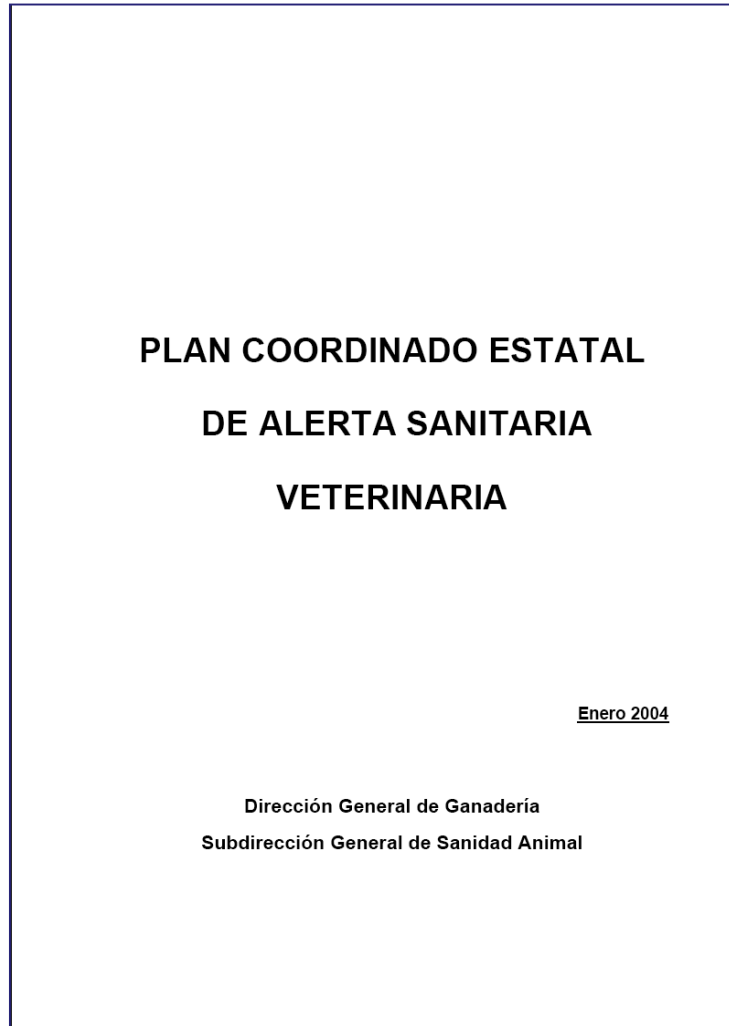 PLAN COORDINADO ESTATAL
DE ALERTA SANITARIA
VETERINARIA
Enero 2004
Dirección General de Ganadería
Subdirección General de Sanidad Animal